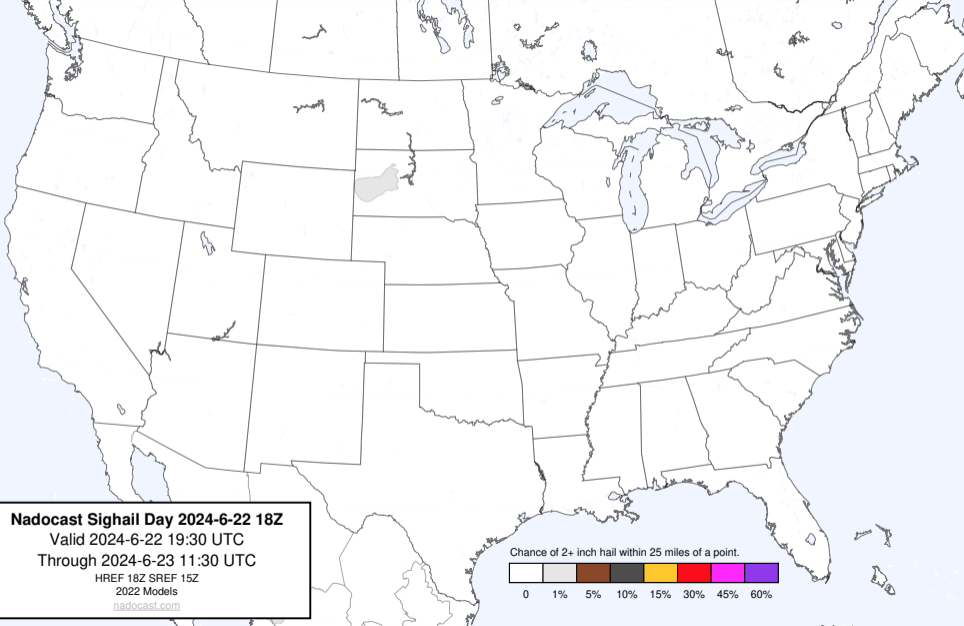 Nadocast Sighail Day 2024-6-22 18Z
Valid 2024-6-22 19:30 UTC
Through 2024-6-23 11:30 UTC
HREF 18Z SREF 15Z
2022 Models
nadocast.com
Chance of 2+ inch hail within 25 miles of a point.
0 1% 5% 10% 15% 30% 45% 60%